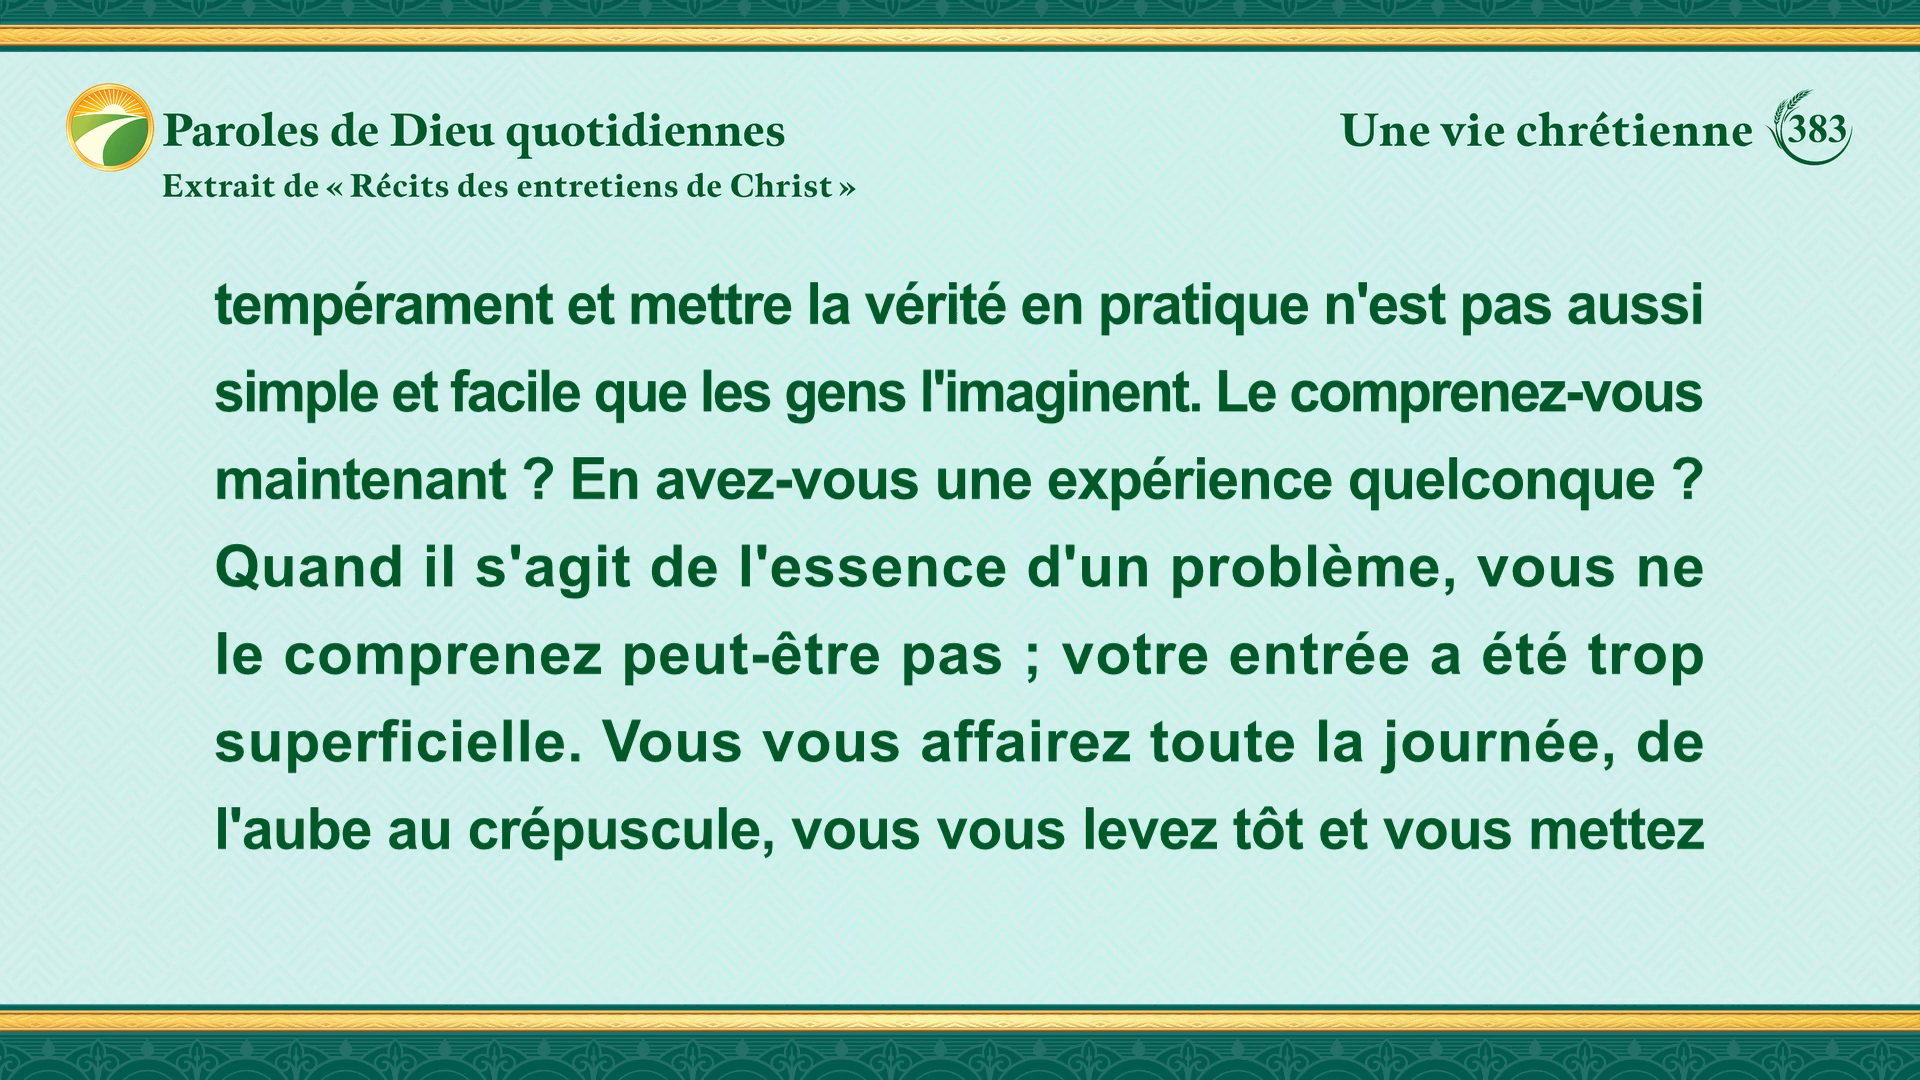 Paroles de Dieu quotidiennes
Extrait de « Récits des entretiens de Christ »
Une vie chrétienne 383
tempérament et mettre la vérité en pratique n'est pas aussi
simple et facile que les gens l'imaginent. Le comprenez-vous
maintenant ? En avez-vous une expérience quelconque ?
Quand il s'agit de l'essence d'un problème, vous ne
le comprenez peut-être pas ; votre entrée a été trop
superficielle. Vous vous affairez toute la journée, de
l'aube au crépuscule, vous vous levez tôt et vous mettez